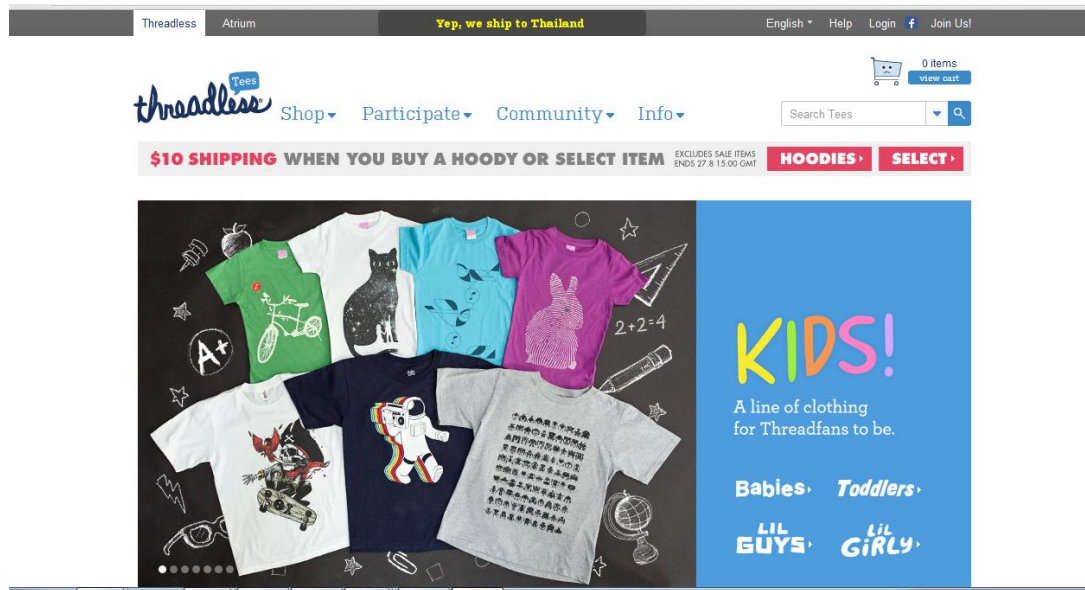 Threadless
Atrium
Yep, we ship to Thailand
English
Help
Login
f
Join Us!
0 items
view cart
Tees
threadless
Shop
Participate
Community
Info
Search Tees
$10 SHIPPING WHEN YOU BUY A HOODY OR SELECT ITEM
EXCLUDES SALE ITEMS
ENDS 27.8 15:00 GMT
HOODIES
SELECT
A+
2+2=4
KIDS!
A line of clothing
for Threadfans to be.
Babies
Toddlers
LIL
GUYS
LiL
GiRLY